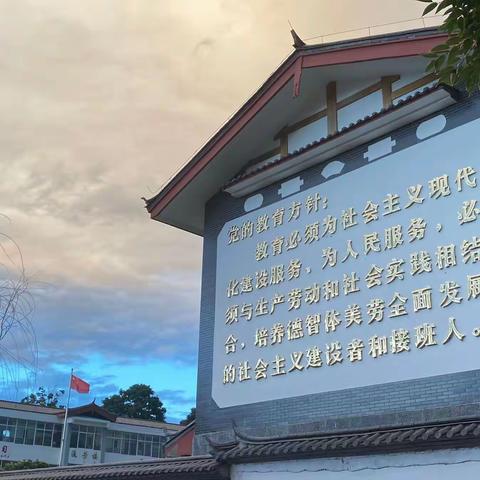 党的教育方针：
教育必须为社会主义现代
化建设服务、为人民服务，必
须与生产劳动和社会实践相结
合，培养德智体美劳全面发展
的社会主义建设者和接班人。